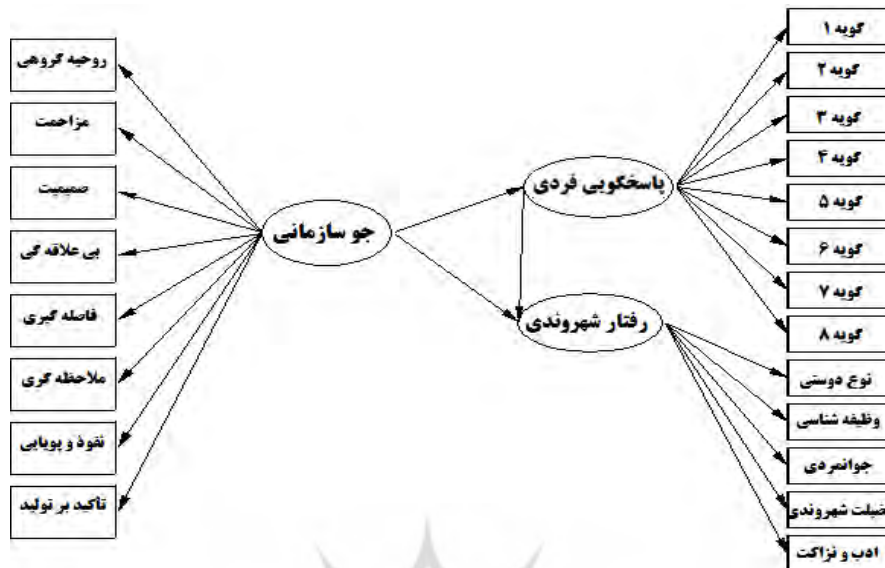 گویه ۱
گویه ۲
گویه ۳
گویه ۴
گویه ۵
گویه ۶
گویه ۷
گویه ۸
نوع دوستی
وظیفه شناسی
جوانمردی
ضیلت شهروندی
ادب و نزاکت
پاسخگویی فردی
رفتار شهروندی
جو سازمانی
روحیه گروهی
مزاحمت
صمیمیت
بی علاقه گی
فاصله گیری
ملاحظه گری
نفوذ و پویایی
تأکید بر تولید